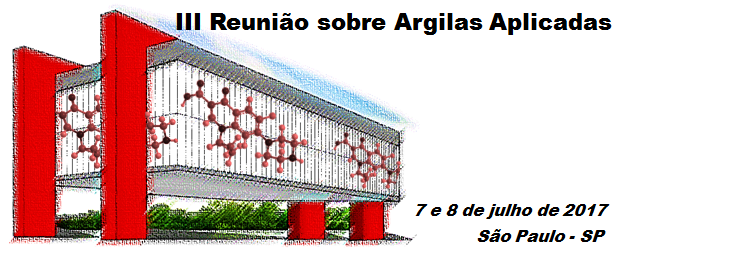 III Reunião sobre Argilas Aplicadas
7 e 8 de julho de 2017
São Paulo - SP